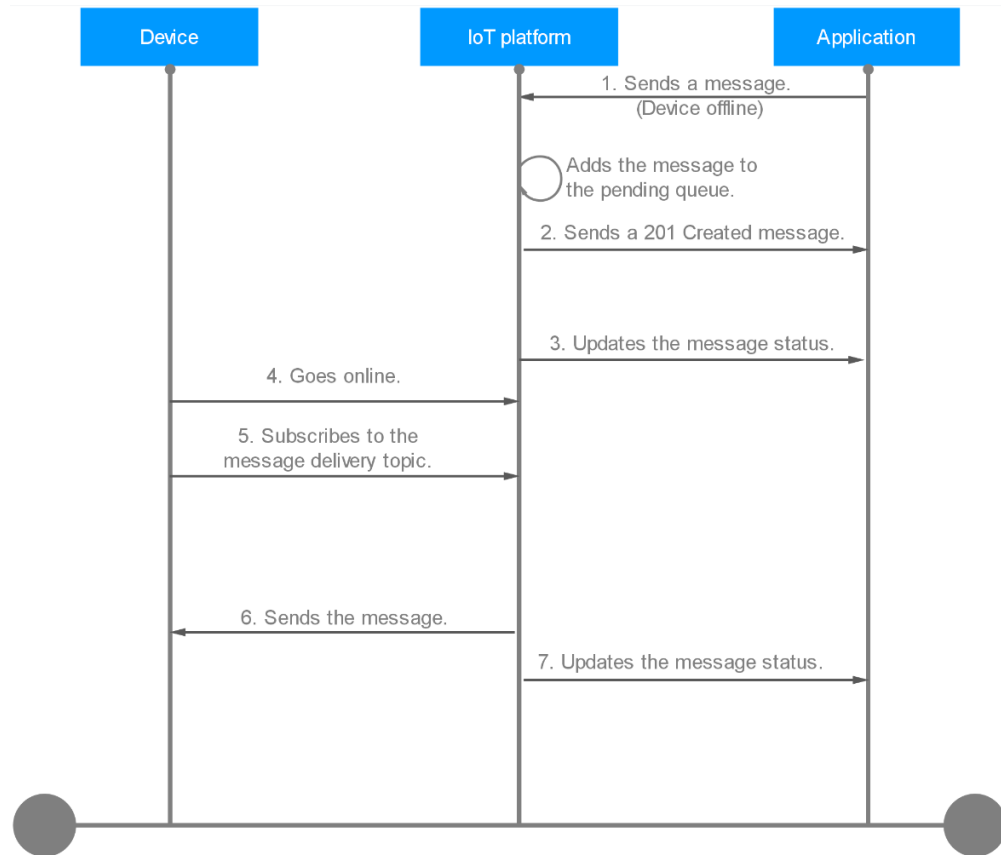 Device
IoT platform
Application
1. Sends a message.
(Device offline)
Adds the message to
the pending queue.
2. Sends a 201 Created message.
3. Updates the message status.
4. Goes online.
5. Subscribes to the
message delivery topic.
6. Sends the message.
7. Updates the message status.